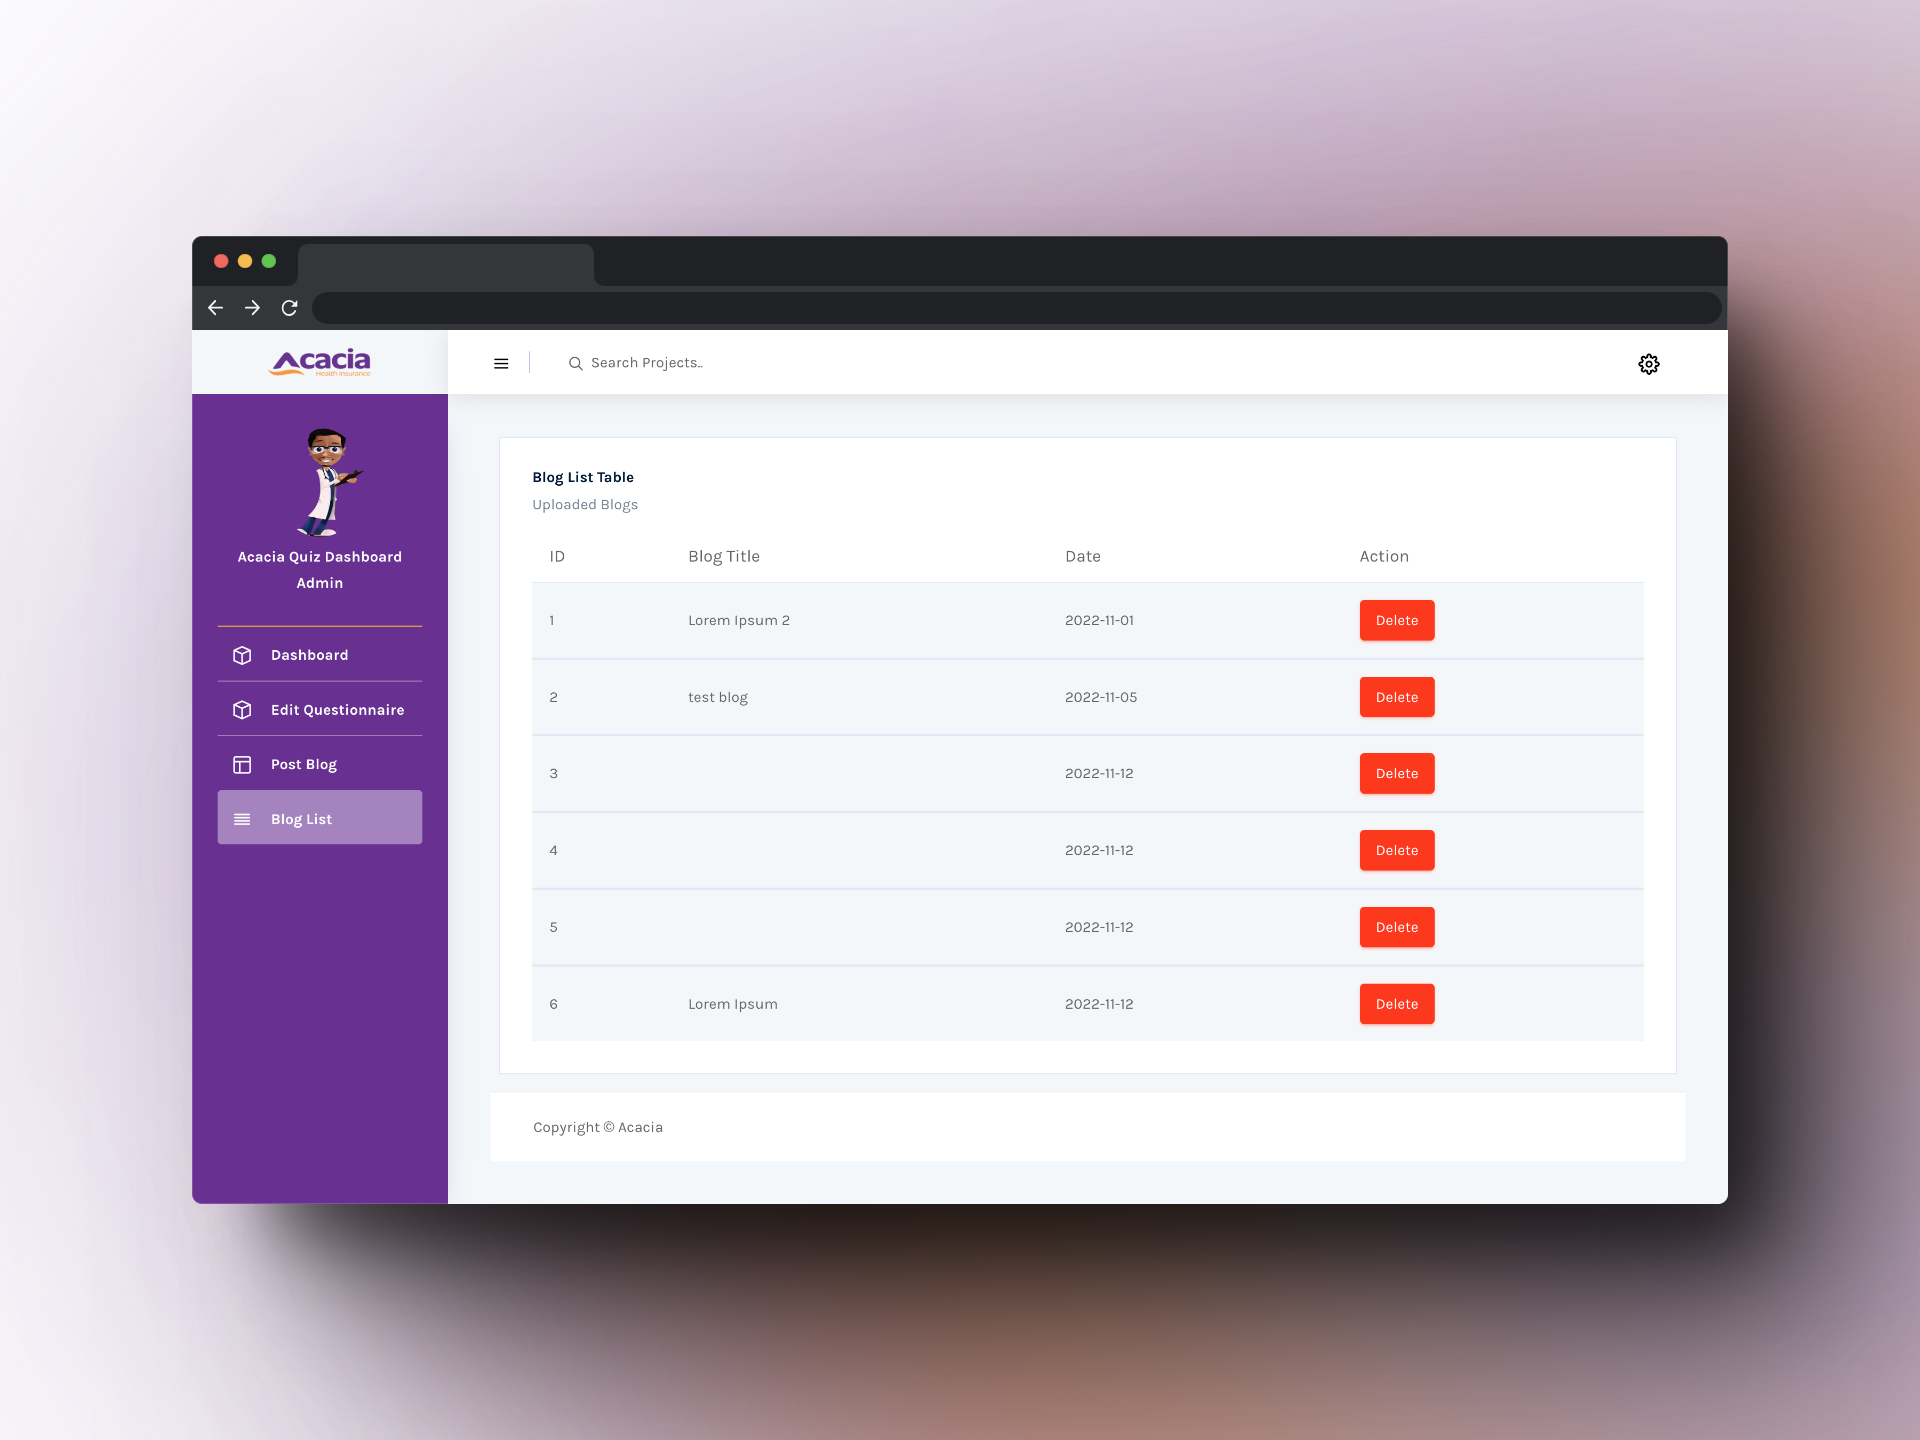 Acacia
Health Insurance
Search Projects..
Acacia Quiz Dashboard
Admin
Dashboard
Edit Questionnaire
Post Blog
Blog List
Blog List Table
Uploaded Blogs
ID Blog Title Date Action
1 Lorem Ipsum 2 2022-11-01 Delete
2 test blog 2022-11-05 Delete
3 2022-11-12 Delete
4 2022-11-12 Delete
5 2022-11-12 Delete
6 Lorem Ipsum 2022-11-12 Delete
Copyright © Acacia